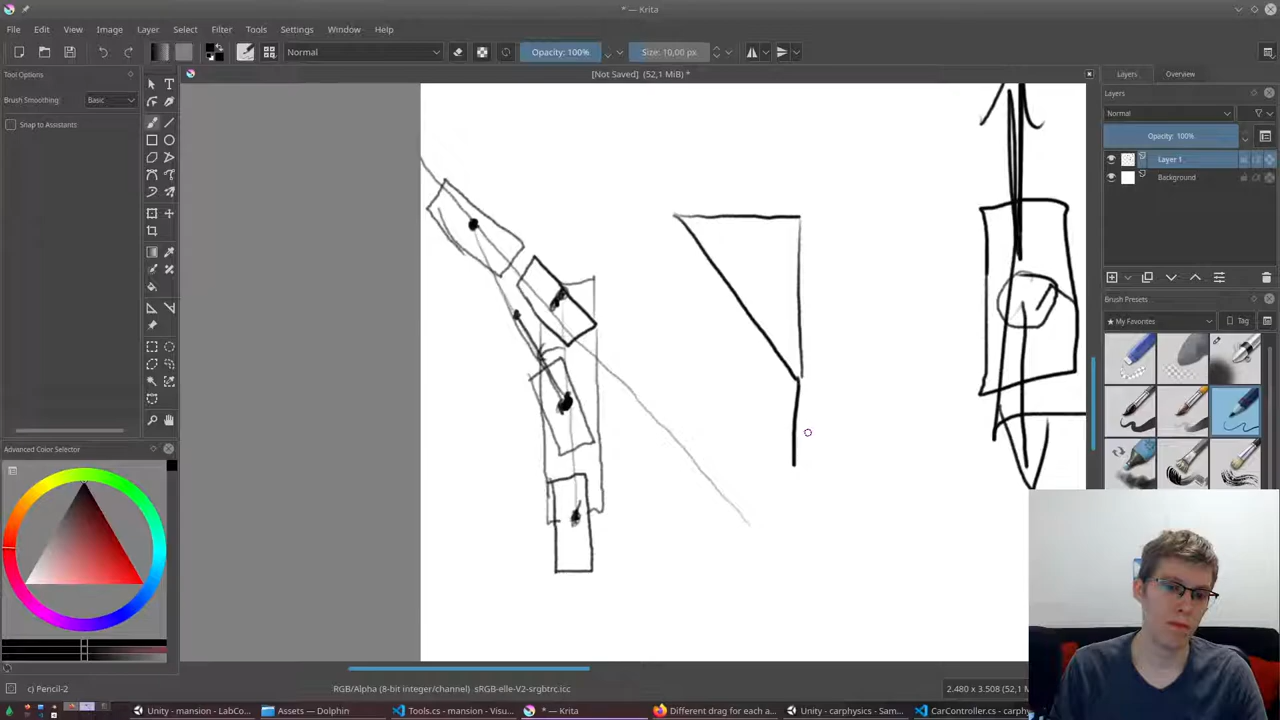 * — Krita
File Edit View Image Layer Select Filter Tools Settings Window Help
Normal Opacity: 100% Size: 10,00 px
Tool Options
[Not Saved] (52,1 MiB) *
Layers Overview
Brush Smoothing: Basic
Snap to Assistants
Layers
Normal
Opacity: 100%
Layer 1
Background
Brush Presets
★ My Favorites Tag
Advanced Color Selector
c) Pencil-2
RGB/Alpha (8-bit integer/channel) sRGB-elle-V2-srgbtrc.icc
2.480 x 3.508 (52,1 M
Unity - mansion - LabCo...
Assets — Dolphin
Tools.cs - mansion - Visu...
* — Krita
Different drag for each a...
Unity - carphysics - Sam...
CarController.cs - carph